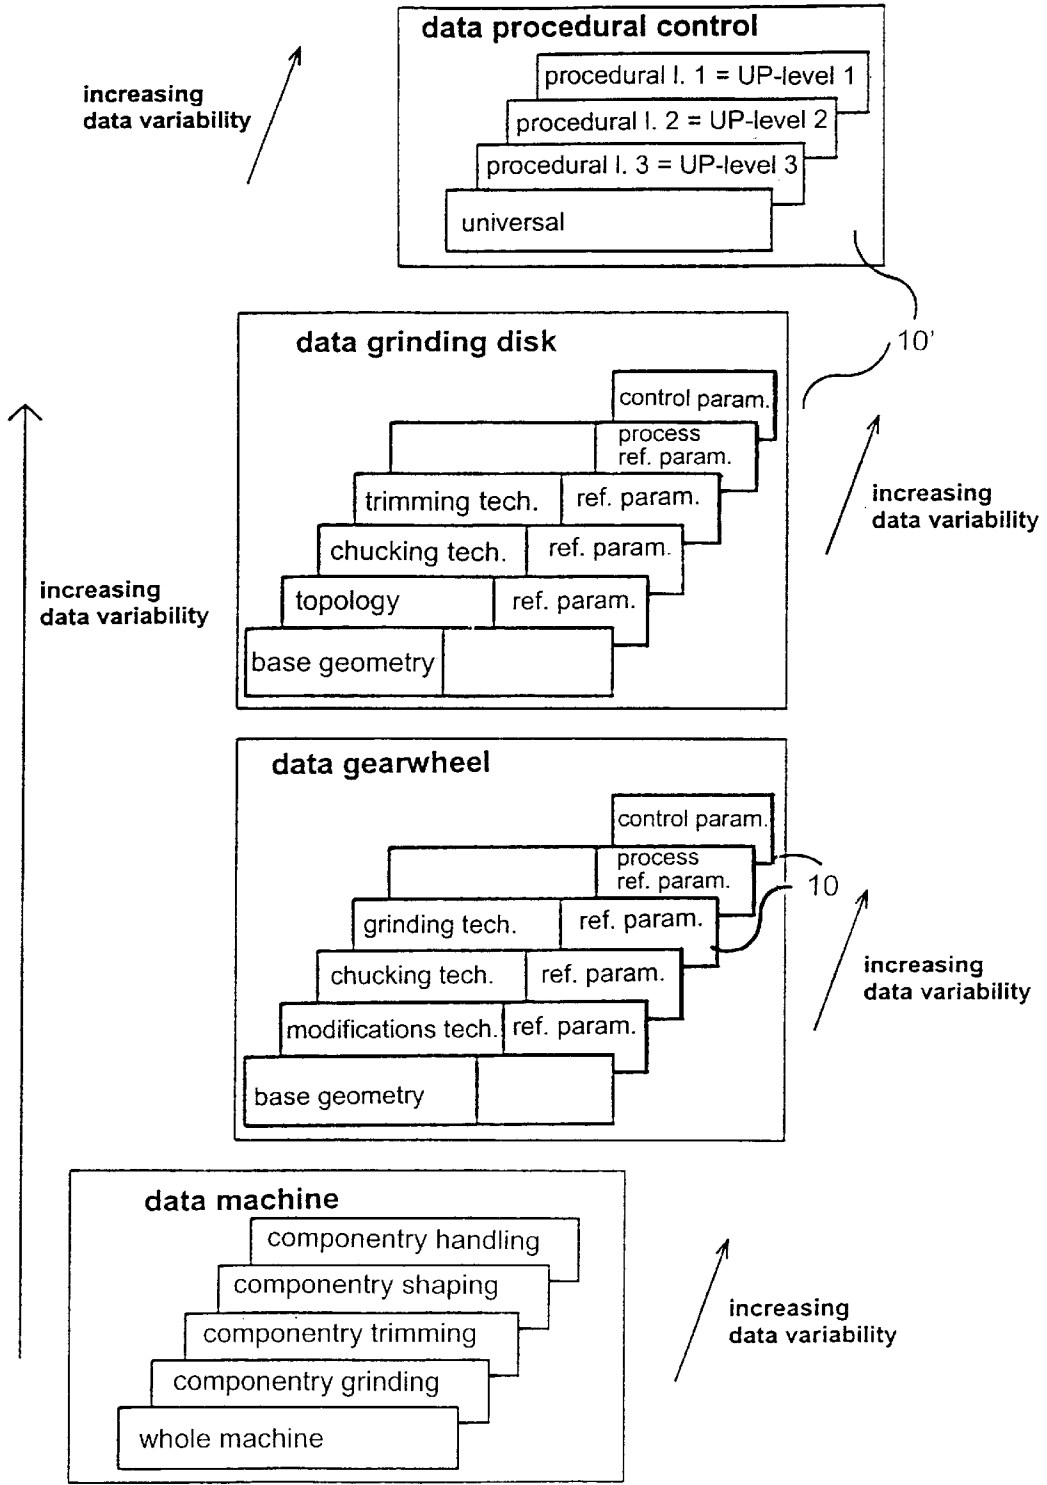 data procedural control
procedural l. 1 = UP-level 1
increasing
data variability
procedural l. 2 = UP-level 2
procedural l. 3 = UP-level 3
universal
10'
data grinding disk
control param.
process
ref. param.
trimming tech.
ref. param.
increasing
data variability
chucking tech.
ref. param.
increasing
data variability
topology
ref. param.
base geometry
data gearwheel
control param.
process
ref. param.
10
grinding tech.
ref. param.
chucking tech.
ref. param.
increasing
data variability
modifications tech.
ref. param.
base geometry
data machine
componentry handling
componentry shaping
componentry trimming
increasing
data variability
componentry grinding
whole machine